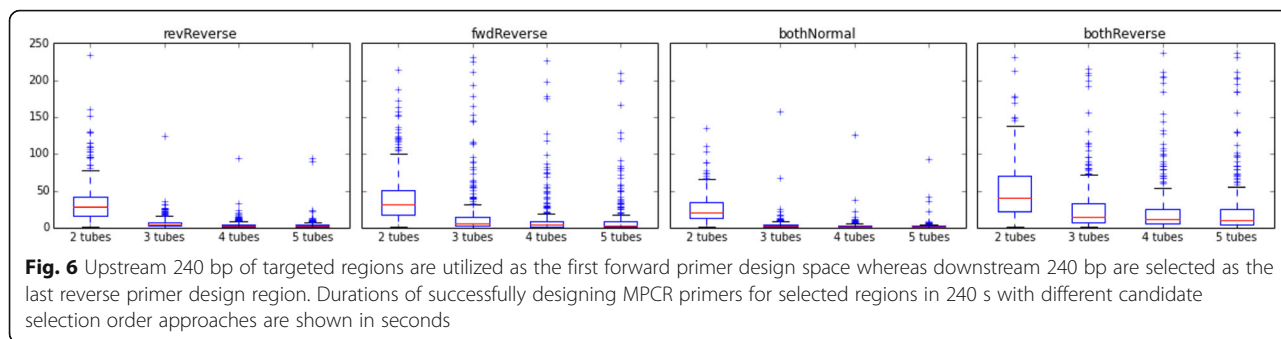 revReverse fwdReverse bothNormal bothReverse
250
200
150
100
50
0
2 tubes 3 tubes 4 tubes 5 tubes 2 tubes 3 tubes 4 tubes 5 tubes 2 tubes 3 tubes 4 tubes 5 tubes 2 tubes 3 tubes 4 tubes 5 tubes
Fig. 6 Upstream 240 bp of targeted regions are utilized as the first forward primer design space whereas downstream 240 bp are selected as the
last reverse primer design region. Durations of successfully designing MPCR primers for selected regions in 240 s with different candidate
selection order approaches are shown in seconds